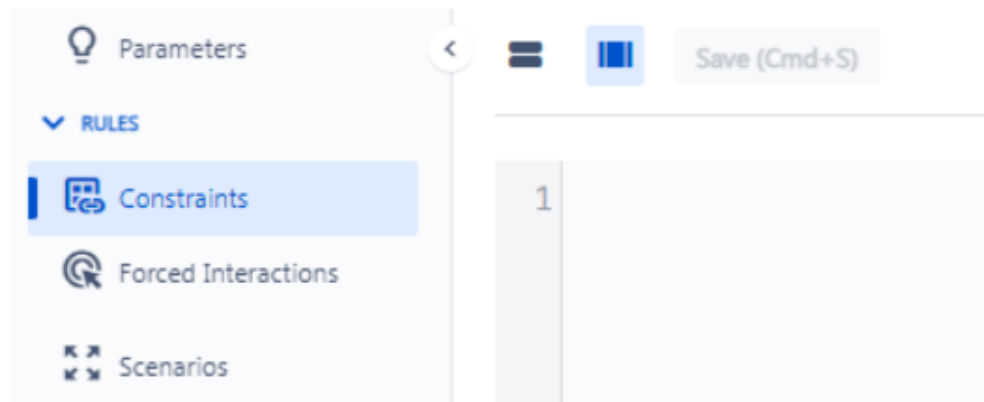 Parameters
Save (Cmd+S)
RULES
Constraints
1
Forced Interactions
Scenarios